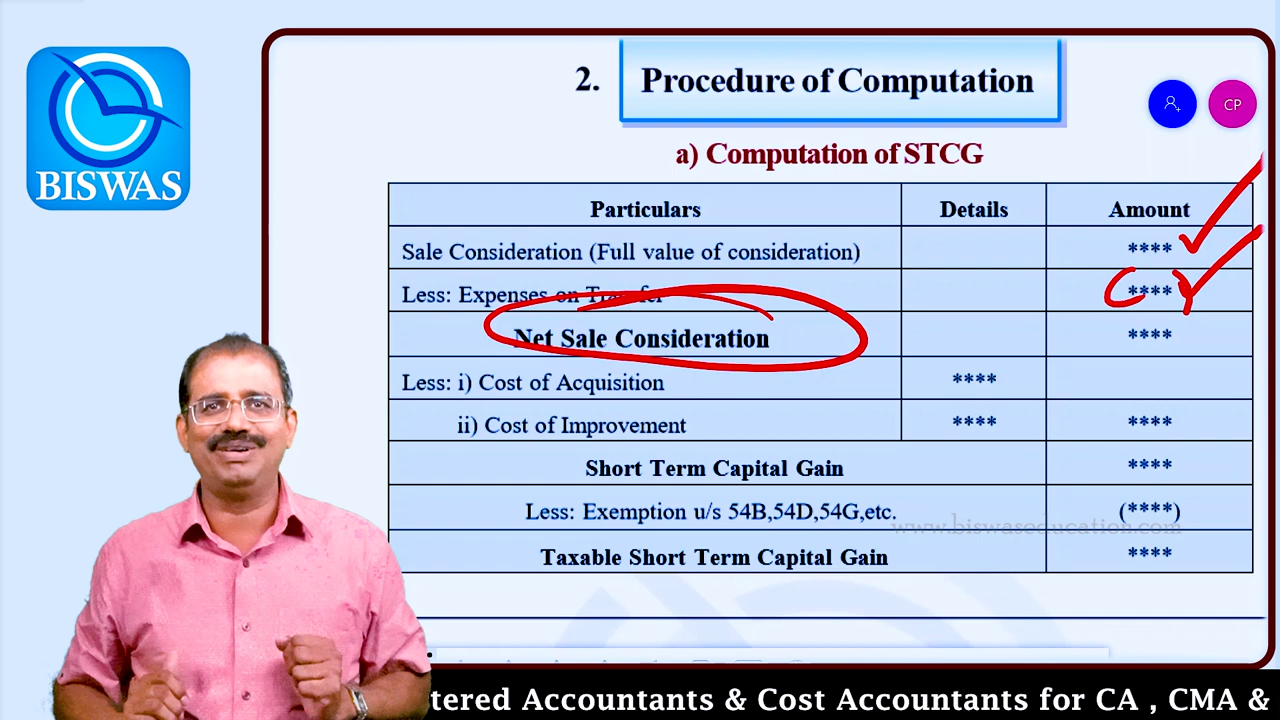 BISWAS
2. Procedure of Computation
CP
a) Computation of STCG
Particulars Details Amount
Sale Consideration (Full value of consideration) ****
Less: Expenses on Transfer ****
Net Sale Consideration ****
Less: i) Cost of Acquisition ****
ii) Cost of Improvement **** ****
Short Term Capital Gain ****
Less: Exemption u/s 54B,54D,54G,etc. (****)
www.biswaseducation.com
Taxable Short Term Capital Gain ****
tered Accountants & Cost Accountants for CA , CMA &